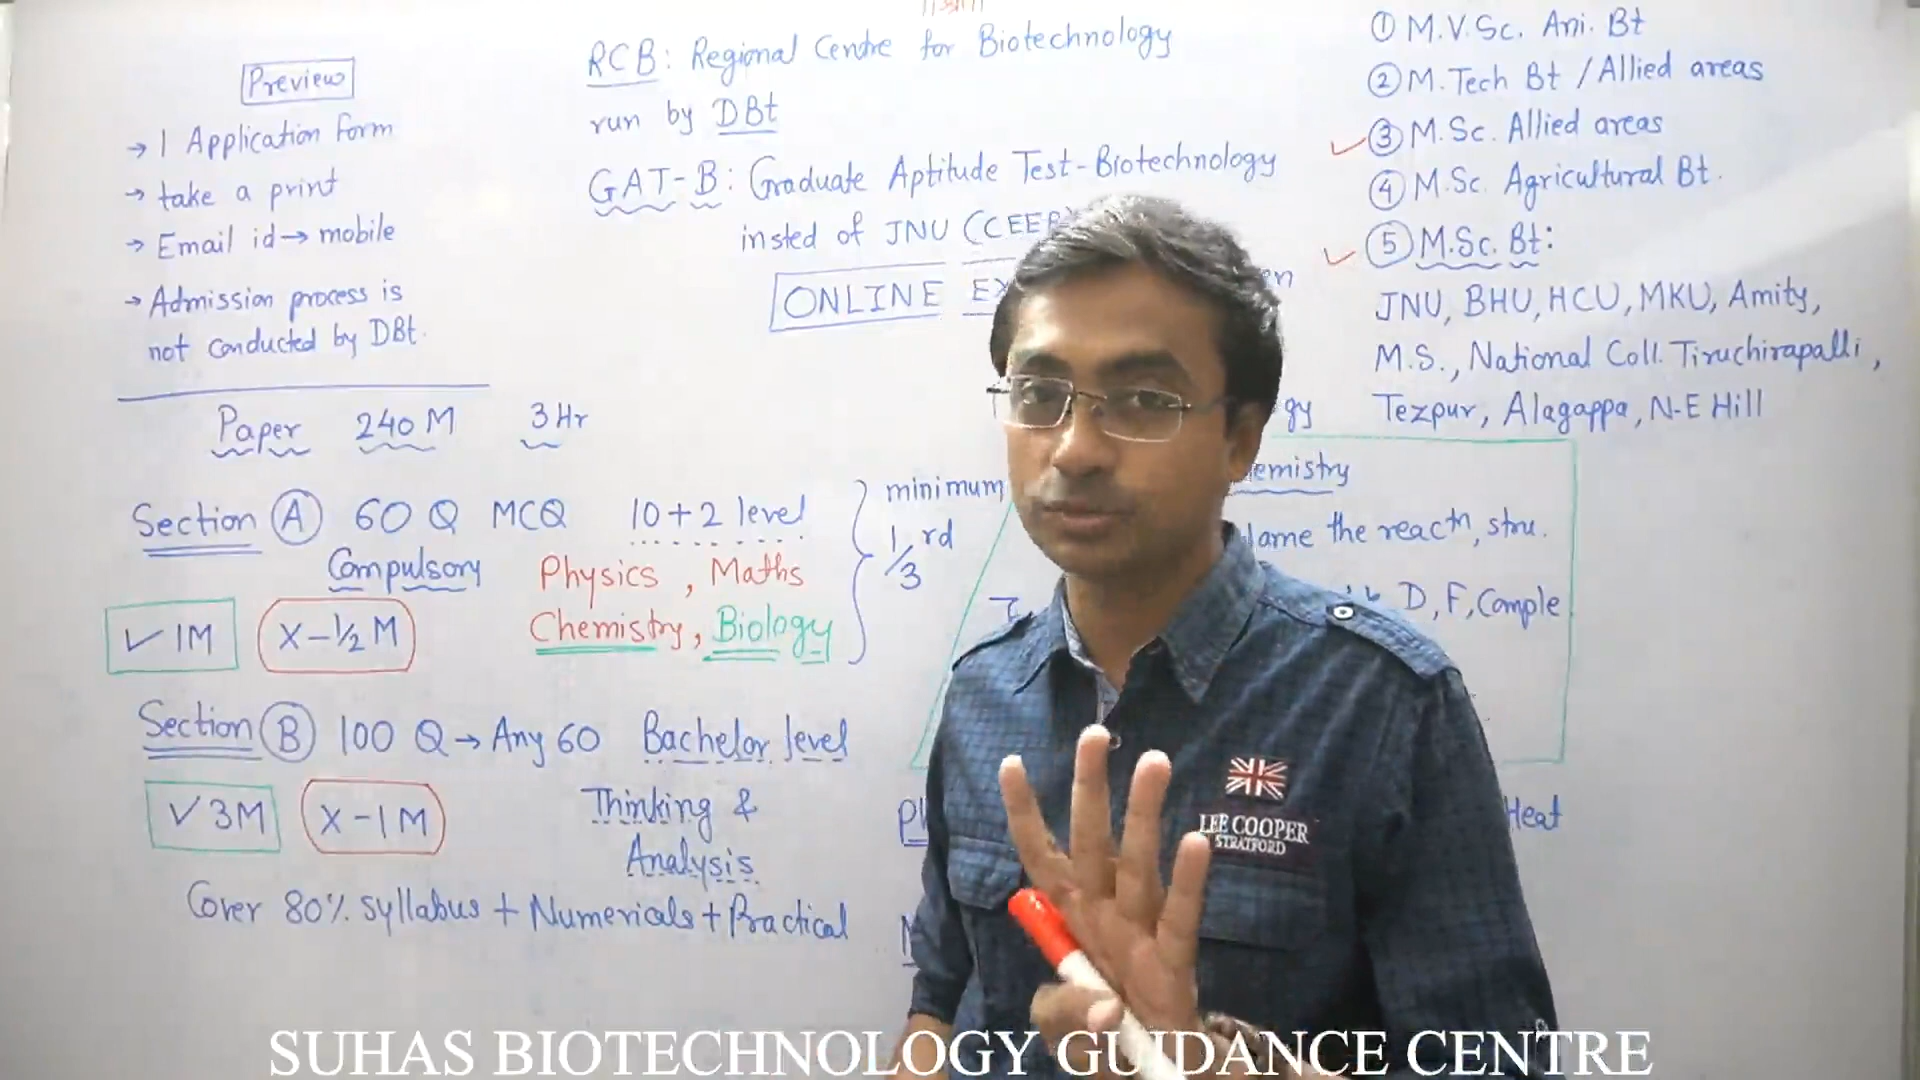 Preview
→ 1 Application form
→ take a print
→ Email id → mobile
→ Admission process is
not conducted by DBt.
RCB: Regional Centre for Biotechnology
run by DBt
GAT-B: Graduate Aptitude Test-Biotechnology
insted of JNU (CEEB
ONLINE
① M.V.Sc. Ani. Bt
② M.Tech Bt / Allied areas
✓ ③ M.Sc. Allied areas
④ M.Sc. Agricultural Bt.
✓ ⑤ M.Sc. Bt:
JNU, BHU, HCU, MKU, Amity,
M.S., National Coll. Tiruchirapalli,
Tezpur, Alagappa, N-E Hill
Paper 240 M 3 Hr
Section A 60 Q MCQ 10+2 level
Compulsory Physics, Maths
✓ 1M X -½ M Chemistry, Biology
minimum
1/3 rd
Section B 100 Q → Any 60 Bachelor level
✓ 3M X -1M Thinking &
Analysis
Cover 80% syllabus + Numericals + Practical
emistry
the reactn, stru.
D, F, Comple
Heat
LEE COOPER
STRATFORD
SUHAS BIOTECHNOLOGY GUIDANCE CENTRE